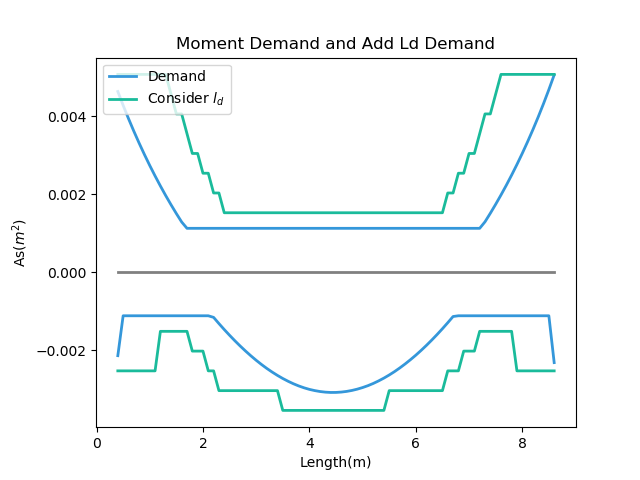 Moment Demand and Add Ld Demand
Demand
Consider $l_d$
0.004
0.002
0.000
−0.002
As($m^2$)
0
2
4
6
8
Length(m)